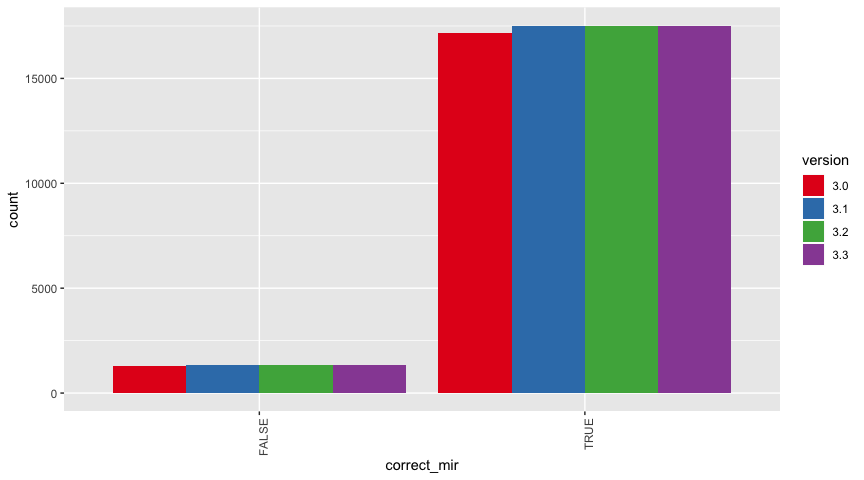 15000
10000
5000
0
count
FALSE
TRUE
correct_mir
version
3.0
3.1
3.2
3.3